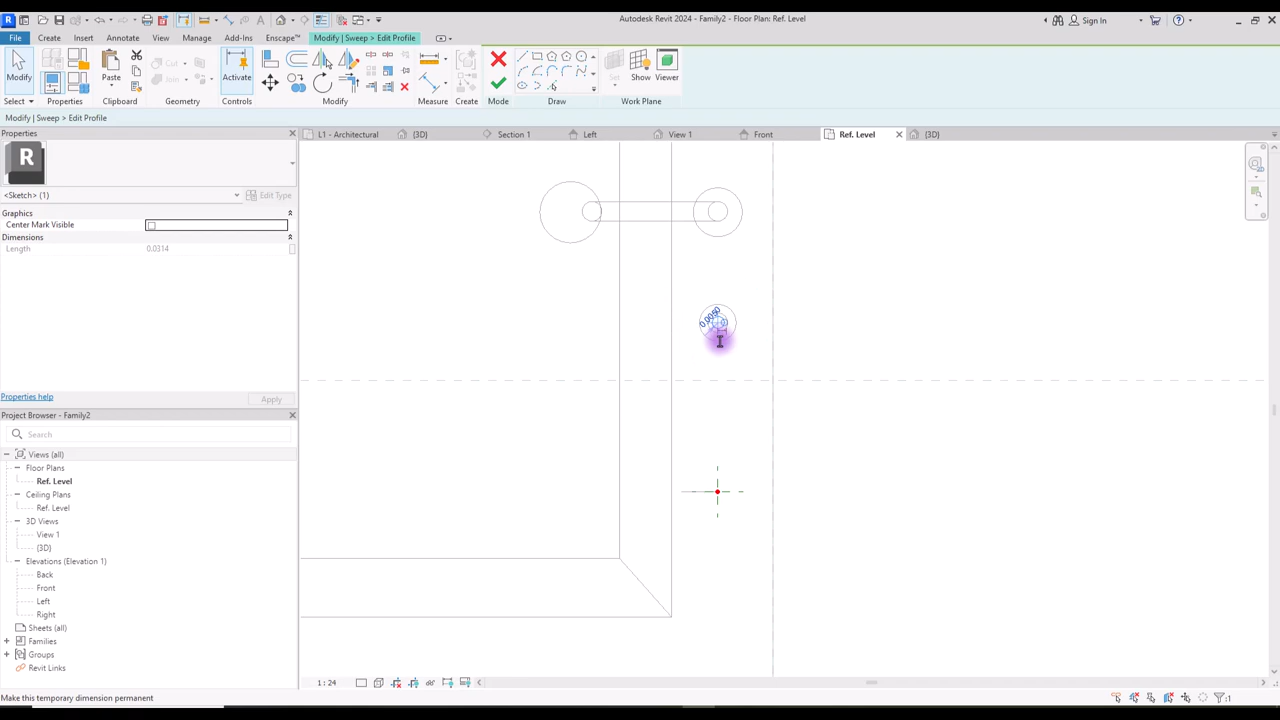 Autodesk Revit 2024 - Family2 - Floor Plan: Ref. Level
Sign In
File
Create
Insert
Annotate
View
Manage
Add-Ins
Enscape™
Modify | Sweep > Edit Profile
Modify
Paste
Cut
Join
Activate
Set
Show
Viewer
Select
Properties
Clipboard
Geometry
Controls
Modify
Measure
Create
Mode
Draw
Work Plane
Modify | Sweep > Edit Profile
Properties
L1 - Architectural
{3D}
Section 1
Left
View 1
Front
Ref. Level
{3D}
R
<Sketch> (1)
Edit Type
Graphics
Center Mark Visible
Dimensions
Length
0.0314
Properties help
Apply
Project Browser - Family2
Search
Views (all)
Floor Plans
Ref. Level
Ceiling Plans
Ref. Level
3D Views
View 1
{3D}
Elevations (Elevation 1)
Back
Front
Left
Right
Sheets (all)
Families
Groups
Revit Links
1 : 24
Make this temporary dimension permanent
:1